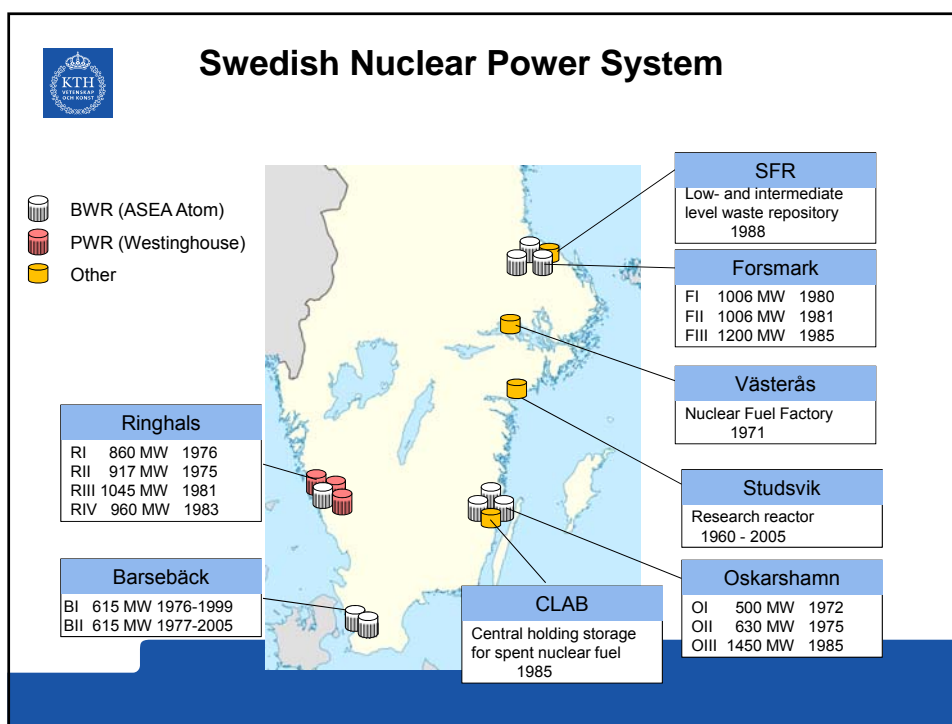 Swedish Nuclear Power System
KTH
VETENSKAP
OCH KONST
BWR (ASEA Atom)
PWR (Westinghouse)
Other
SFR
Low- and intermediate
level waste repository
1988
Forsmark
FI 1006 MW 1980
FII 1006 MW 1981
FIII 1200 MW 1985
Västerås
Nuclear Fuel Factory
1971
Ringhals
RI 860 MW 1976
RII 917 MW 1975
RIII 1045 MW 1981
RIV 960 MW 1983
Studsvik
Research reactor
1960 - 2005
Barsebäck
BI 615 MW 1976-1999
BII 615 MW 1977-2005
CLAB
Central holding storage
for spent nuclear fuel
1985
Oskarshamn
OI 500 MW 1972
OII 630 MW 1975
OIII 1450 MW 1985